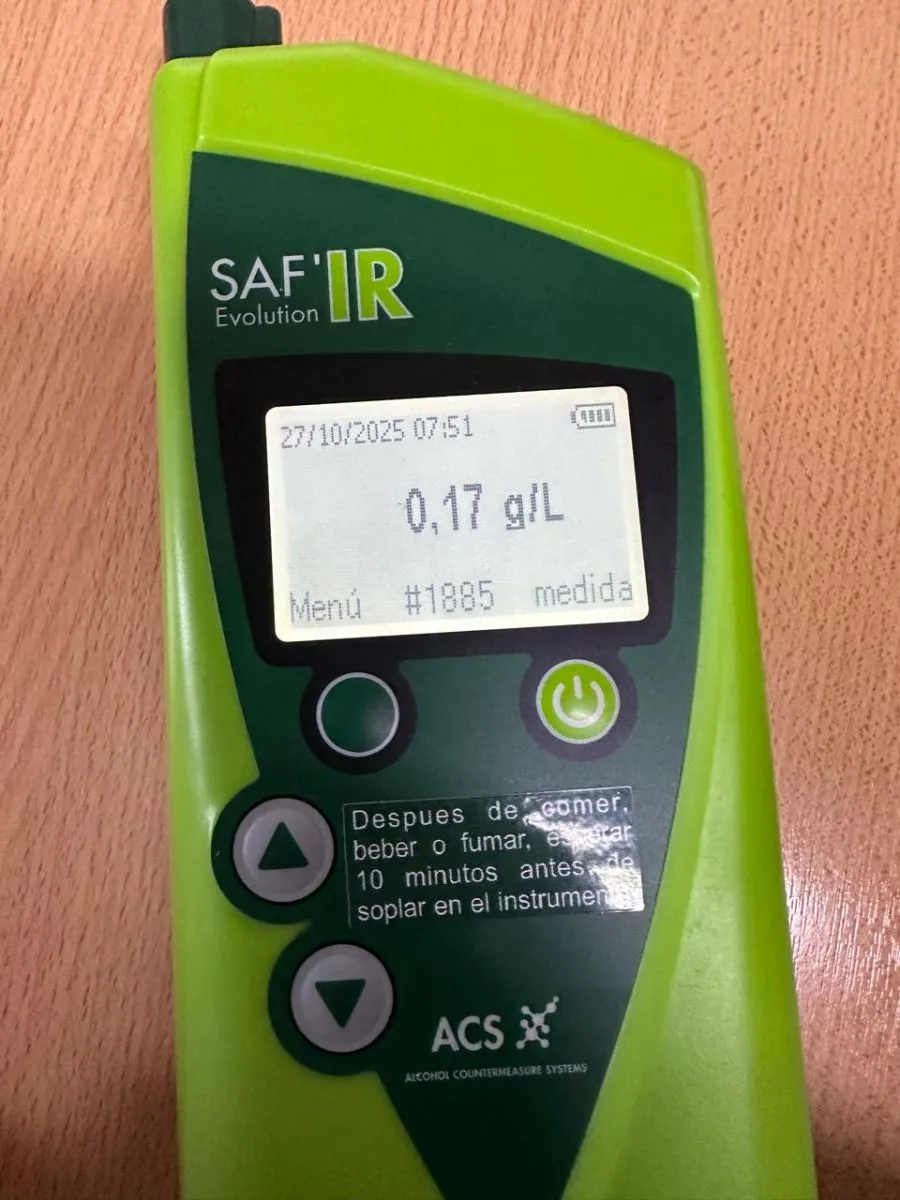 SAF'IR
Evolution
27/10/2025 07:51
0,17 g/L
Menú #1885 medida
Despues de comer,
beber o fumar, esperar
10 minutos antes de
soplar en el instrumen
ACS
ALCOHOL COUNTERMEASURE SYSTEMS